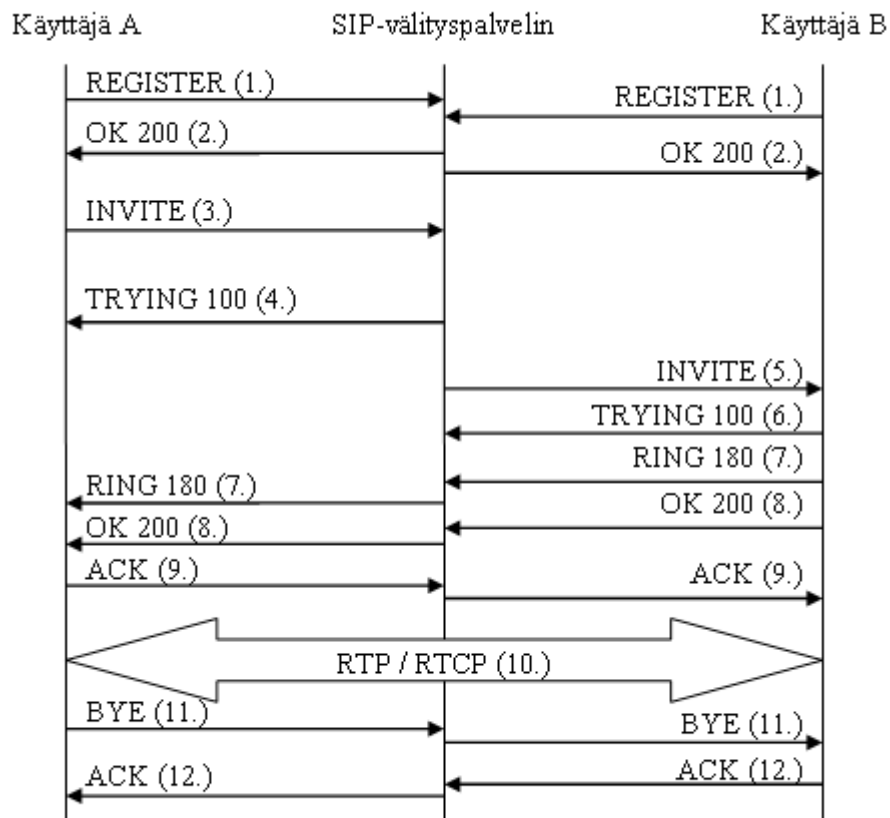 Käyttäjä A
SIP-välityspalvelin
Käyttäjä B
REGISTER (1.)
REGISTER (1.)
OK 200 (2.)
OK 200 (2.)
INVITE (3.)
TRYING 100 (4.)
INVITE (5.)
TRYING 100 (6.)
RING 180 (7.)
RING 180 (7.)
OK 200 (8.)
OK 200 (8.)
ACK (9.)
ACK (9.)
RTP / RTCP (10.)
BYE (11.)
BYE (11.)
ACK (12.)
ACK (12.)